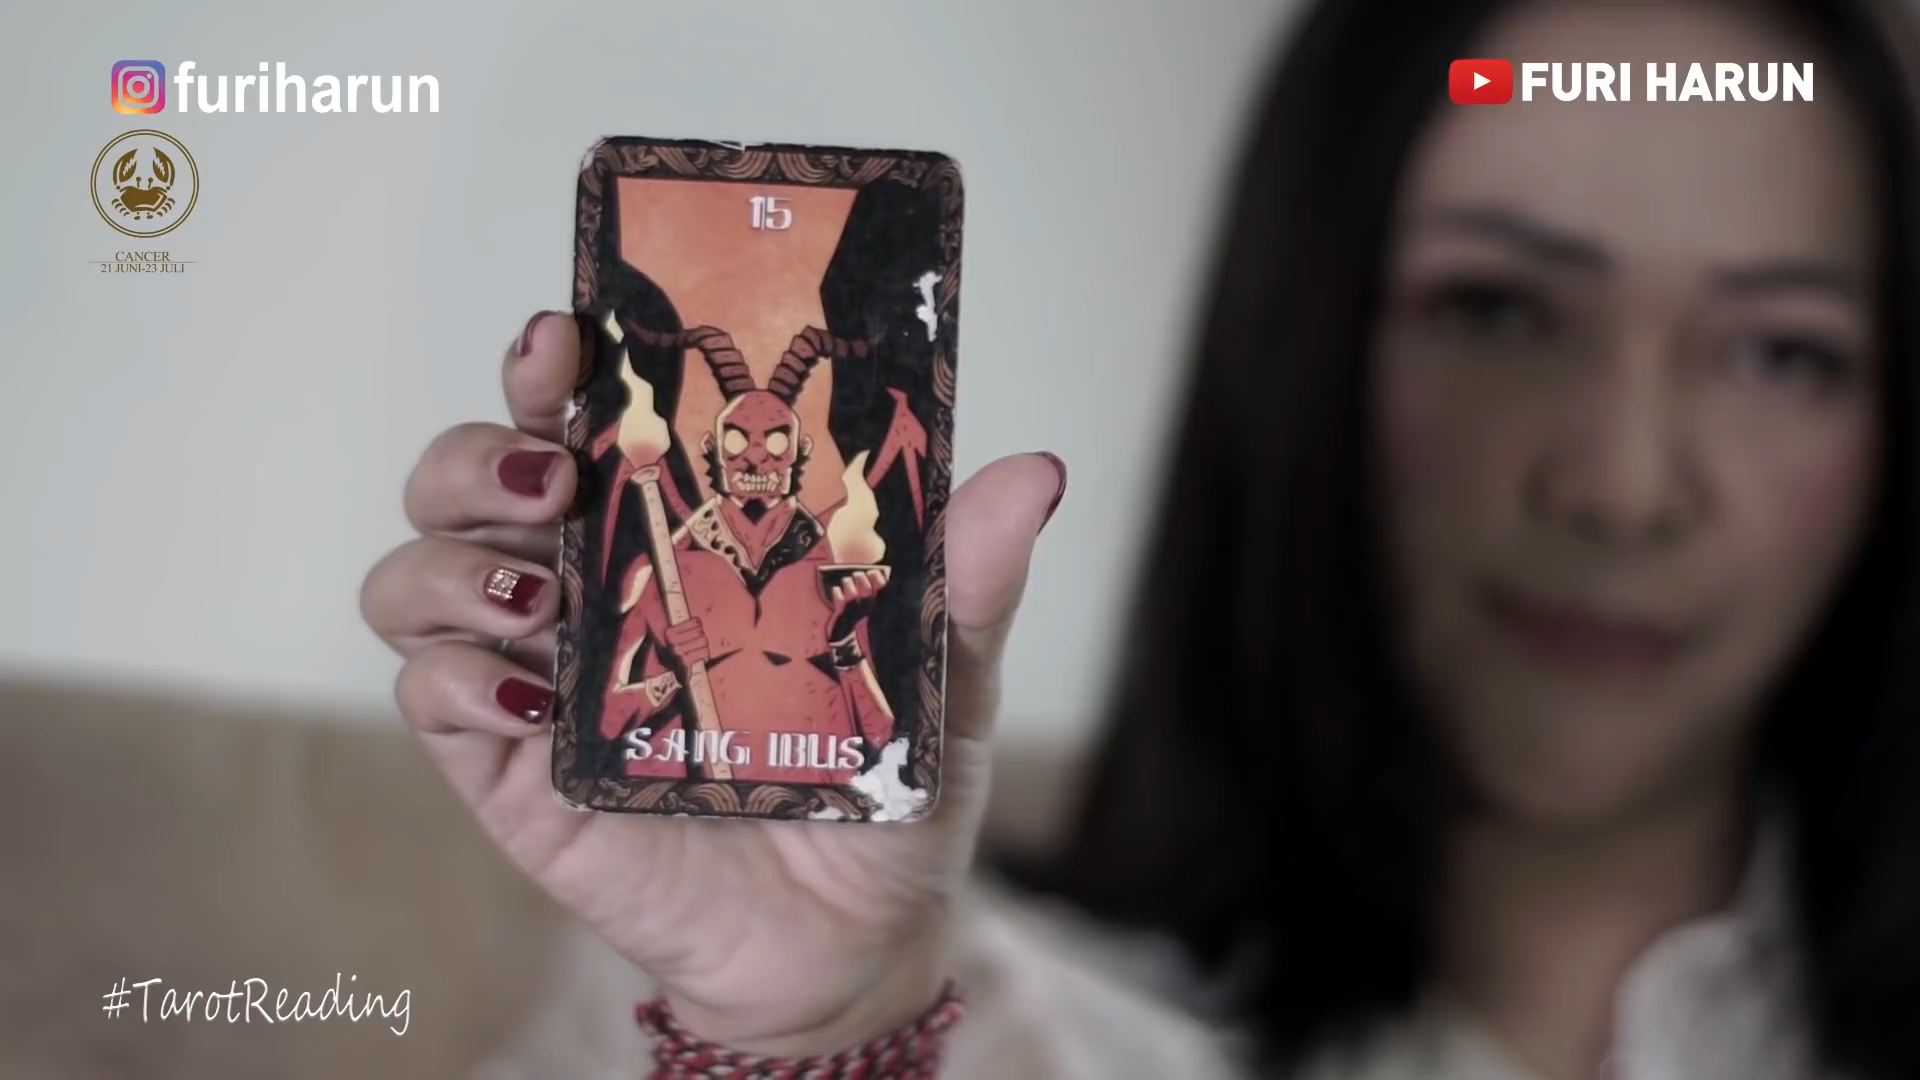 furiharun
FURI HARUN
CANCER
21 JUNI-23 JULI
15
SANG IBLIS
#TarotReading